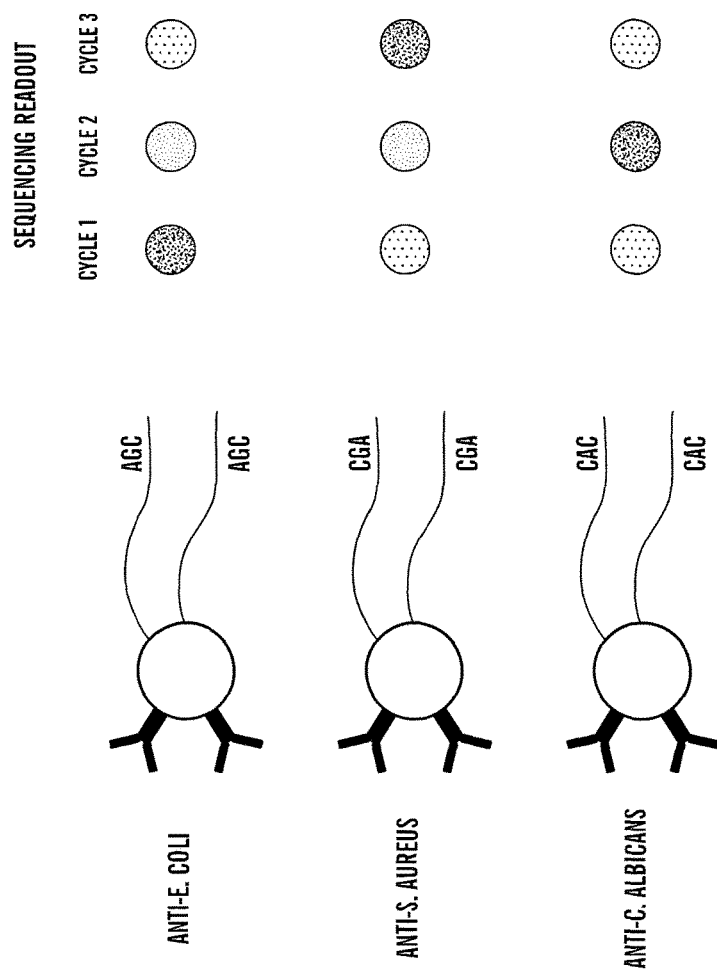 SEQUENCING READOUT
CYCLE 1 CYCLE 2 CYCLE 3
ANTI-E. COLI
AGC
AGC
ANTI-S. AUREUS
CGA
CGA
ANTI-C. ALBICANS
CAC
CAC